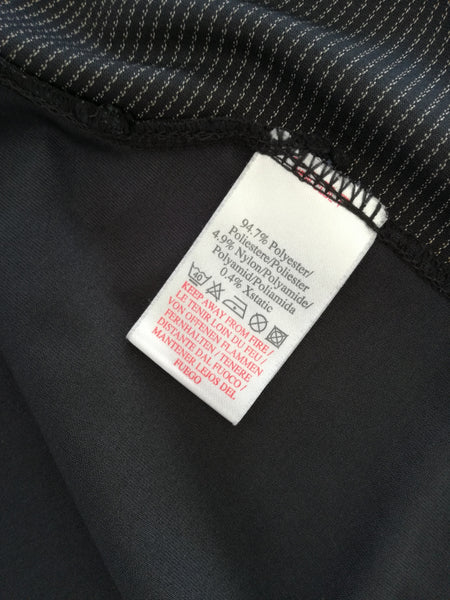 94.7% Polyester/
Poliestere/Poliester
4.9% Nylon/Polyamide/
Polyamid/Poliamida
0.4% Xstatic
KEEP AWAY FROM FIRE/
LE TENIR LOIN DU FEU/
VON OFFENEN FLAMMEN
FERNHALTEN / TENERE
DISTANTE DAL FUOCO/
MANTENER LEJOS DEL
FUEGO